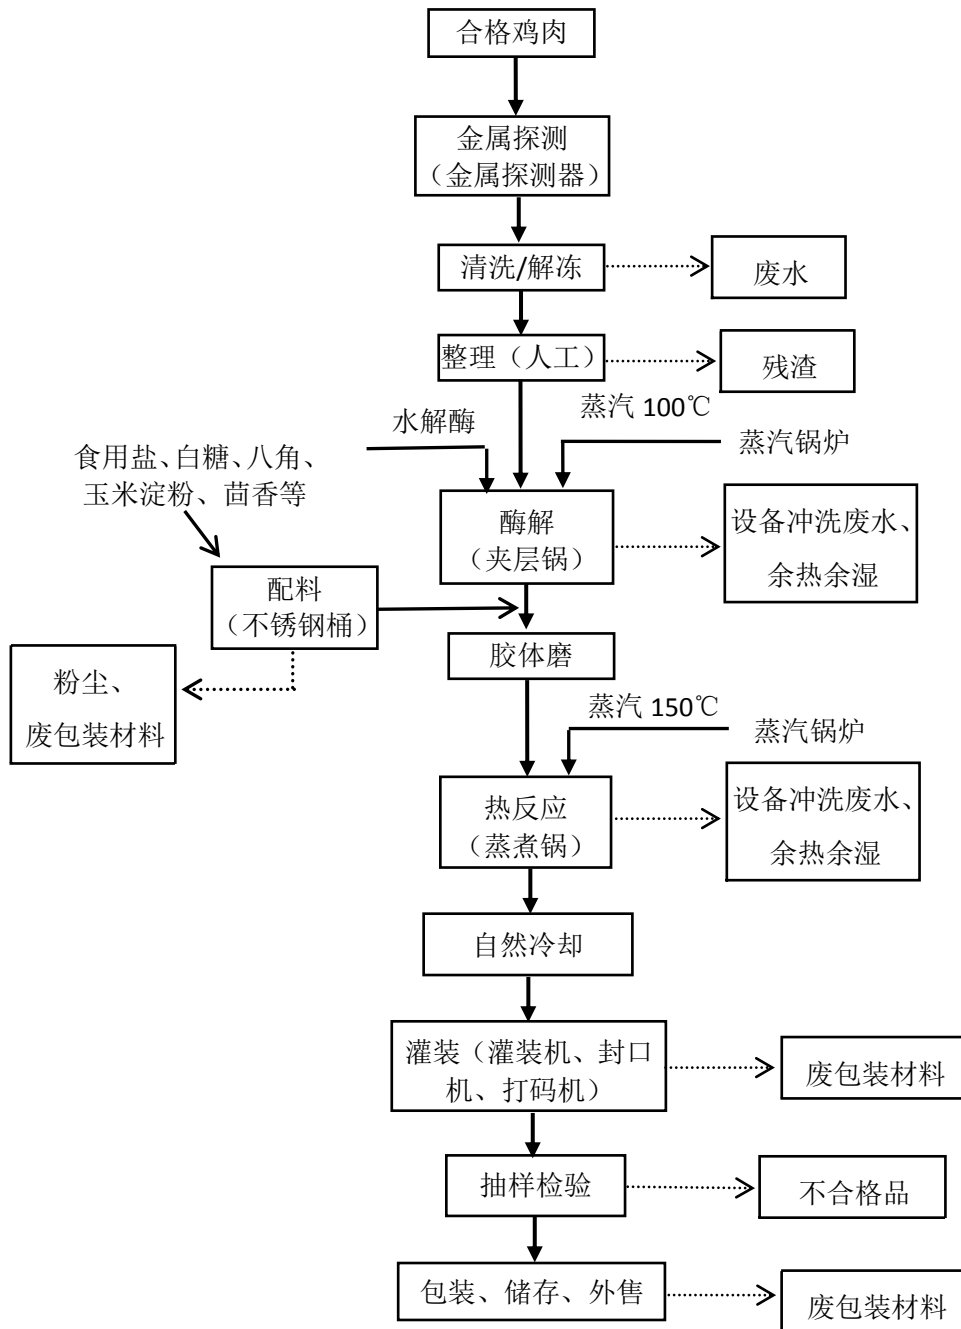 合格鸡肉
金属探测
（金属探测器）
清洗/解冻
废水
整理（人工）
残渣
蒸汽 100℃
水解酶
蒸汽锅炉
食用盐、白糖、八角、
玉米淀粉、茴香等
酶解
（夹层锅）
设备冲洗废水、
余热余湿
配料
（不锈钢桶）
胶体磨
粉尘、
废包装材料
蒸汽 150℃
蒸汽锅炉
热反应
（蒸煮锅）
设备冲洗废水、
余热余湿
自然冷却
灌装（灌装机、封口
机、打码机）
废包装材料
抽样检验
不合格品
包装、储存、外售
废包装材料